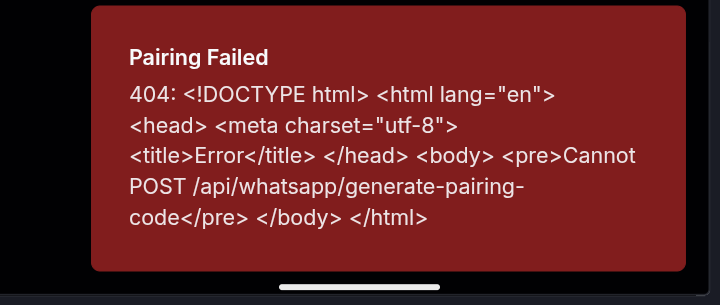 Pairing Failed
404: <!DOCTYPE html> <html lang="en">
<head> <meta charset="utf-8">
<title>Error</title> </head> <body> <pre>Cannot
POST /api/whatsapp/generate-pairing-
code</pre> </body> </html>